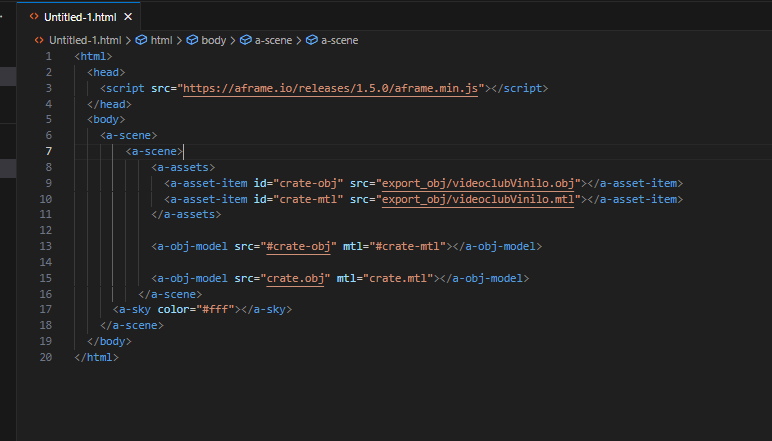 Untitled-1.html
Untitled-1.html > html > body > a-scene > a-scene
1 <html>
2   <head>
3     <script src="https://aframe.io/releases/1.5.0/aframe.min.js"></script>
4   </head>
5   <body>
6     <a-scene>
7         <a-scene>
8             <a-assets>
9               <a-asset-item id="crate-obj" src="export_obj/videoclubVinilo.obj"></a-asset-item>
10               <a-asset-item id="crate-mtl" src="export_obj/videoclubVinilo.mtl"></a-asset-item>
11             </a-assets>
12
13             <a-obj-model src="#crate-obj" mtl="#crate-mtl"></a-obj-model>
14
15             <a-obj-model src="crate.obj" mtl="crate.mtl"></a-obj-model>
16           </a-scene>
17       <a-sky color="#fff"></a-sky>
18     </a-scene>
19   </body>
20 </html>